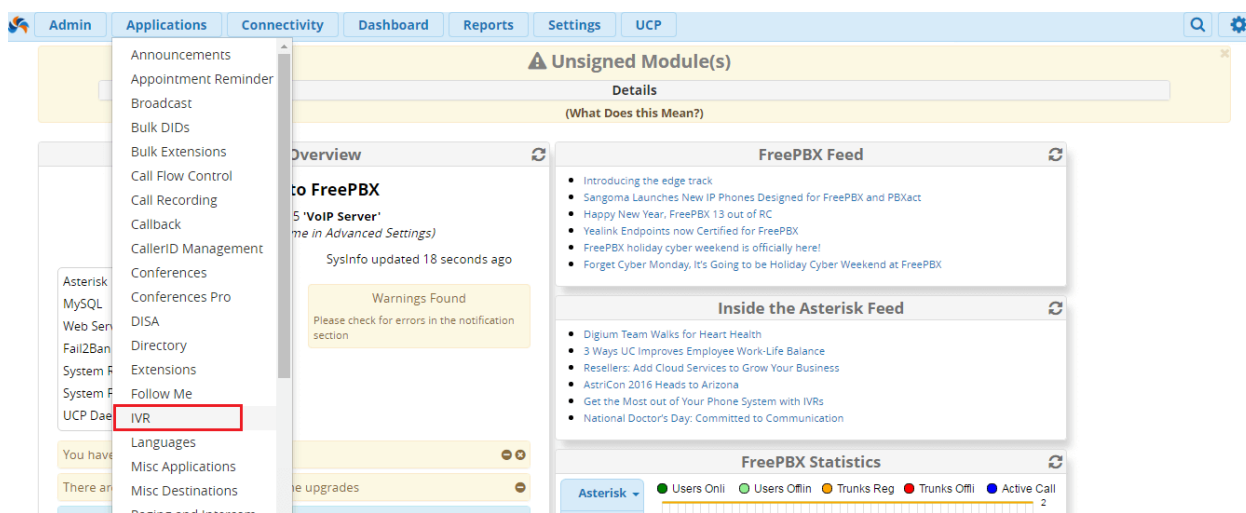 Admin Applications Connectivity Dashboard Reports Settings UCP
Announcements
Appointment Reminder
Broadcast
Bulk DIDs
Bulk Extensions
Call Flow Control
Call Recording
Callback
CallerID Management
Conferences
Conferences Pro
DISA
Directory
Extensions
Follow Me
IVR
Languages
Misc Applications
Misc Destinations
Paging and Intercom
Unsigned Module(s)
Details
(What Does this Mean?)
Overview
to FreePBX
5 'VoIP Server'
me in Advanced Settings)
SysInfo updated 18 seconds ago
Asterisk
MySQL
Web Serv
Fail2Ban
System R
System F
UCP Dae
Warnings Found
Please check for errors in the notification
section
You have
There ar
e upgrades
FreePBX Feed
Introducing the edge track
Sangoma Launches New IP Phones Designed for FreePBX and PBXact
Happy New Year, FreePBX 13 out of RC
Yealink Endpoints now Certified for FreePBX
FreePBX holiday cyber weekend is officially here!
Forget Cyber Monday, It's Going to be Holiday Cyber Weekend at FreePBX
Inside the Asterisk Feed
Digium Team Walks for Heart Health
3 Ways UC Improves Employee Work-Life Balance
Resellers: Add Cloud Services to Grow Your Business
AstriCon 2016 Heads to Arizona
Get the Most out of Your Phone System with IVRs
National Doctor's Day: Committed to Communication
FreePBX Statistics
Asterisk
Users Onli Users Offlin Trunks Reg Trunks Offli Active Call
2